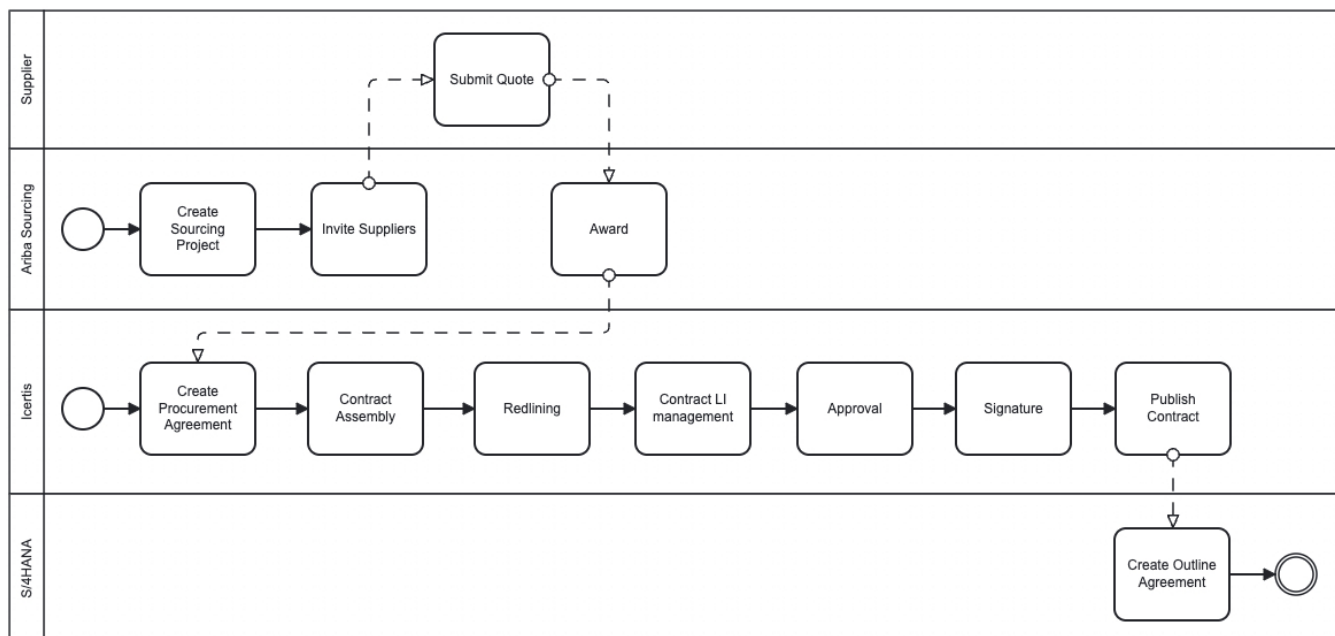 Supplier
Submit Quote
Ariba Sourcing
Create
Sourcing
Project
Invite Suppliers
Award
Icertis
Create
Procurement
Agreement
Contract
Assembly
Redlining
Contract LI
management
Approval
Signature
Publish
Contract
S/4HANA
Create Outline
Agreement